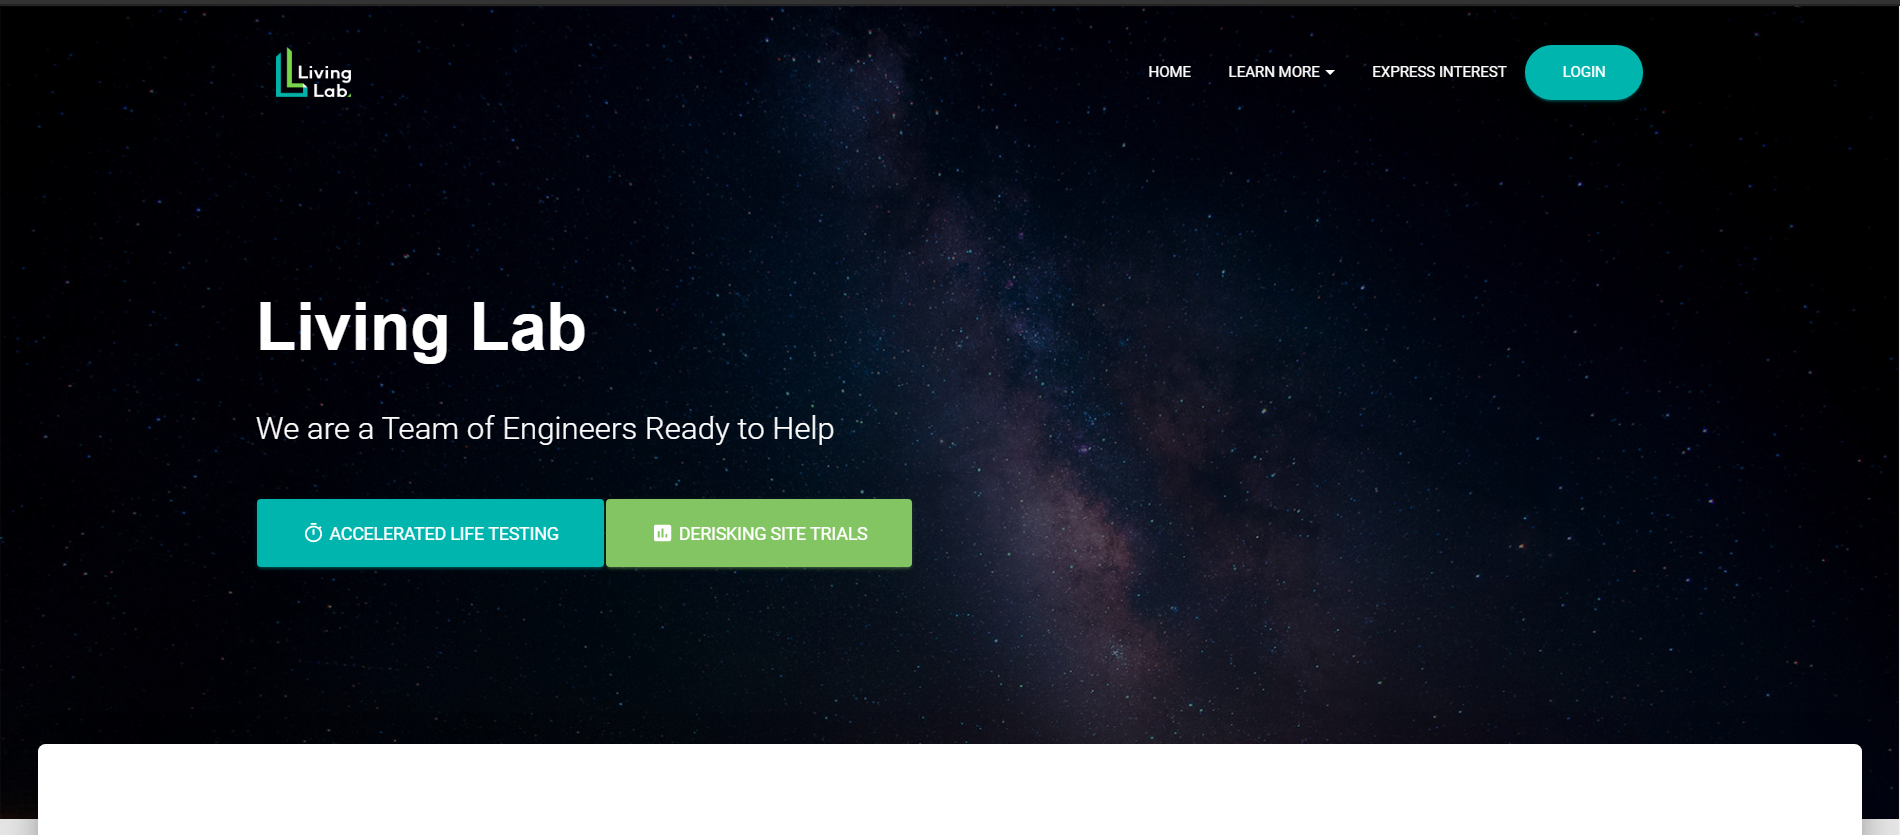 Living
Lab
HOME
LEARN MORE
EXPRESS INTEREST
LOGIN
Living Lab
We are a Team of Engineers Ready to Help
ACCELERATED LIFE TESTING
DERISKING SITE TRIALS